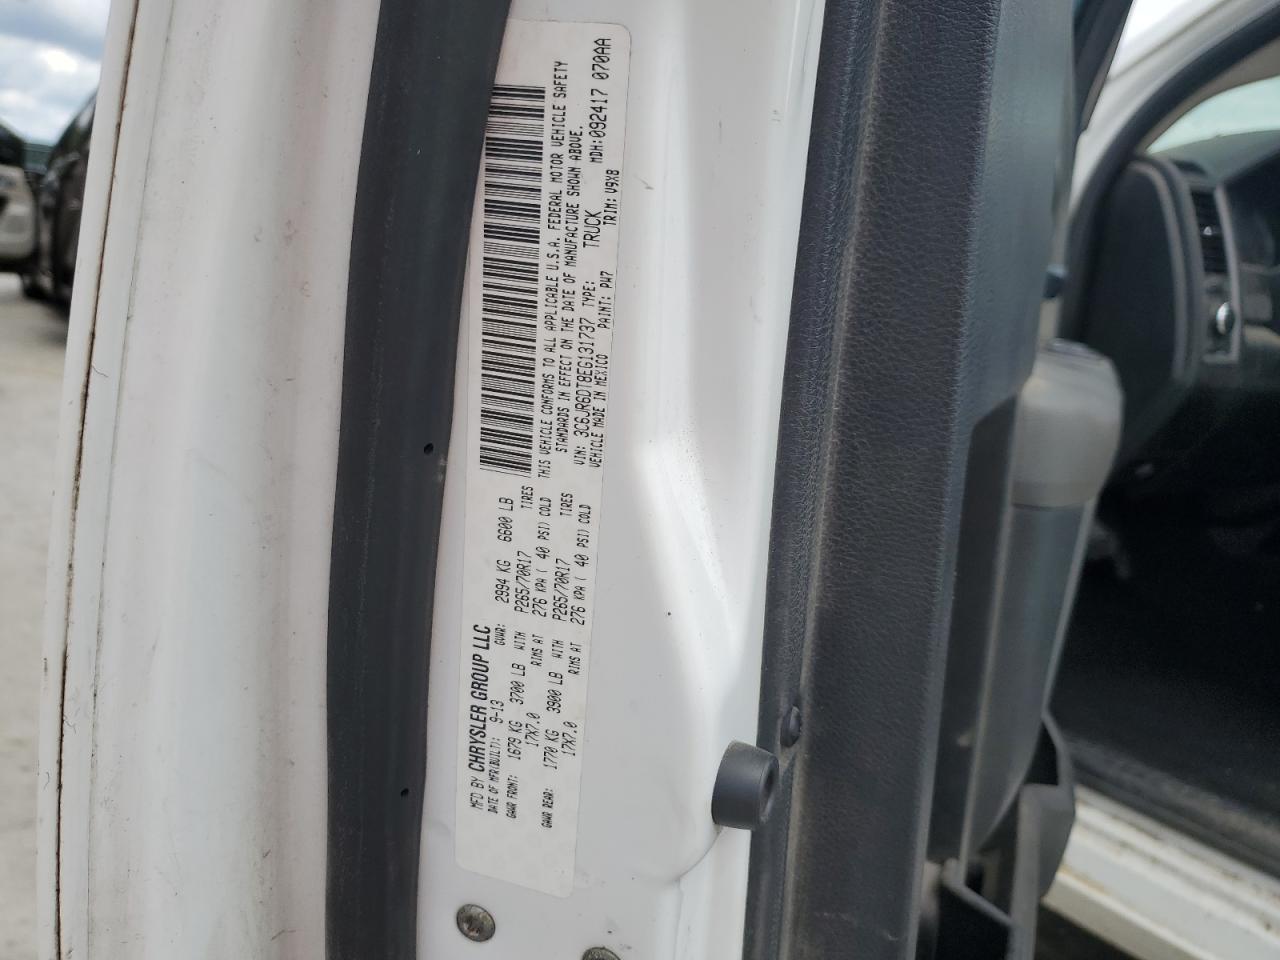 MFD BY CHRYSLER GROUP LLC
DATE OF MFR(BUILT): 9-13 GVWR: 2994 KG 6600 LB
GAWR FRONT: 1679 KG 3700 LB WITH P265/70R17 TIRES
17X7.0 RIMS AT 276 KPA ( 40 PSI) COLD
GAWR REAR: 1770 KG 3900 LB WITH P265/70R17 TIRES
17X7.0 RIMS AT 276 KPA ( 40 PSI) COLD
THIS VEHICLE CONFORMS TO ALL APPLICABLE U.S.A. FEDERAL MOTOR VEHICLE SAFETY
STANDARDS IN EFFECT ON THE DATE OF MANUFACTURE SHOWN ABOVE.
VIN: 3C6JR6DT8EG131737 TYPE: TRUCK MDH:092417 070AA
VEHICLE MADE IN MEXICO PAINT: PW7 TRIM: V9X8